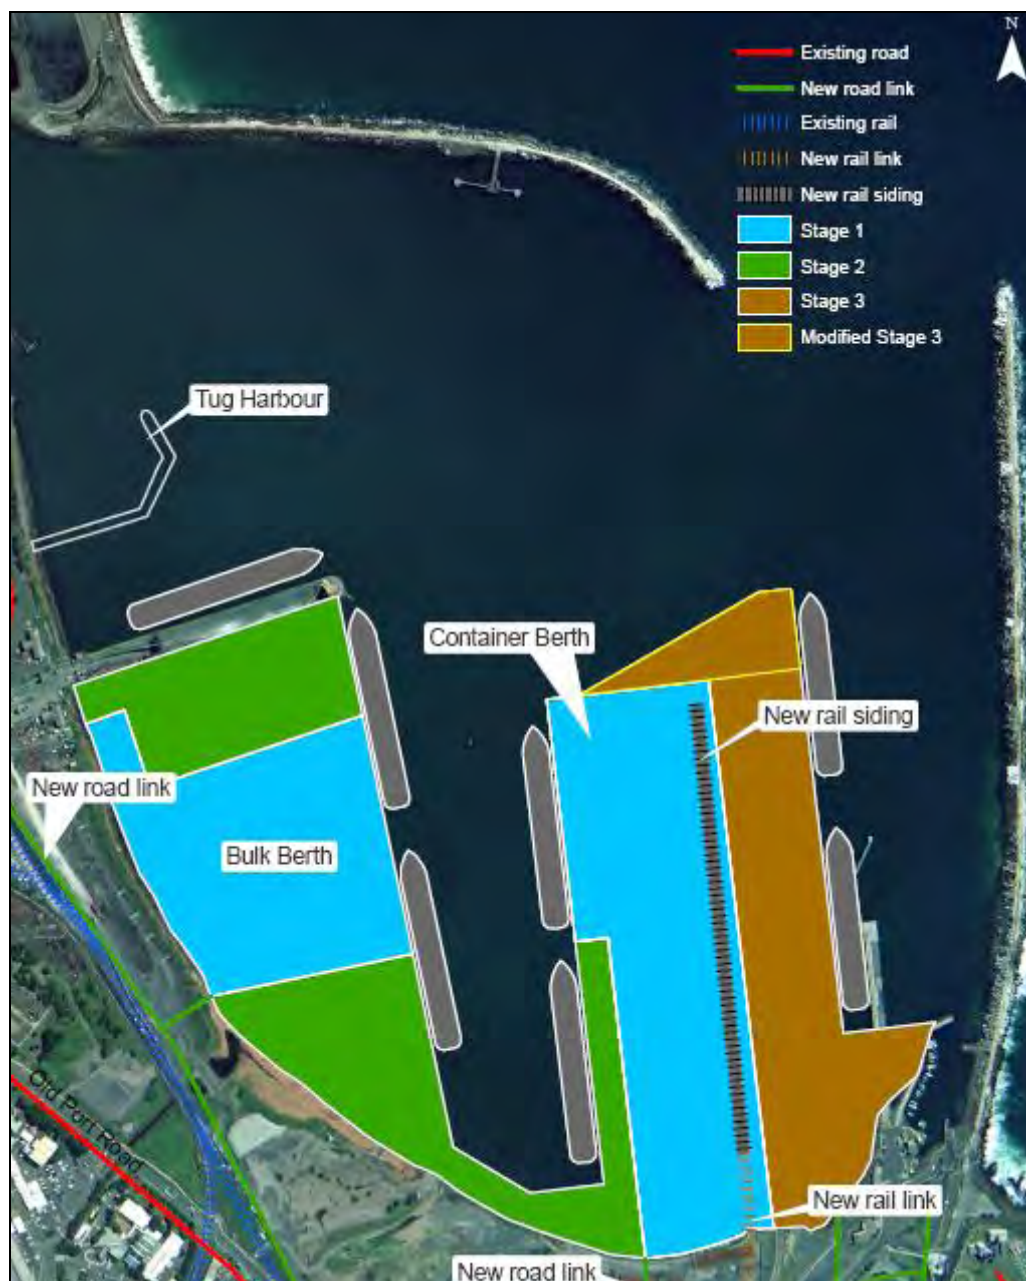 N
Existing road
New road link
Existing rail
New rail link
New rail siding
Stage 1
Stage 2
Stage 3
Modified Stage 3
Tug Harbour
Container Berth
New rail siding
New road link
Bulk Berth
Old Port Road
New rail link
New road link